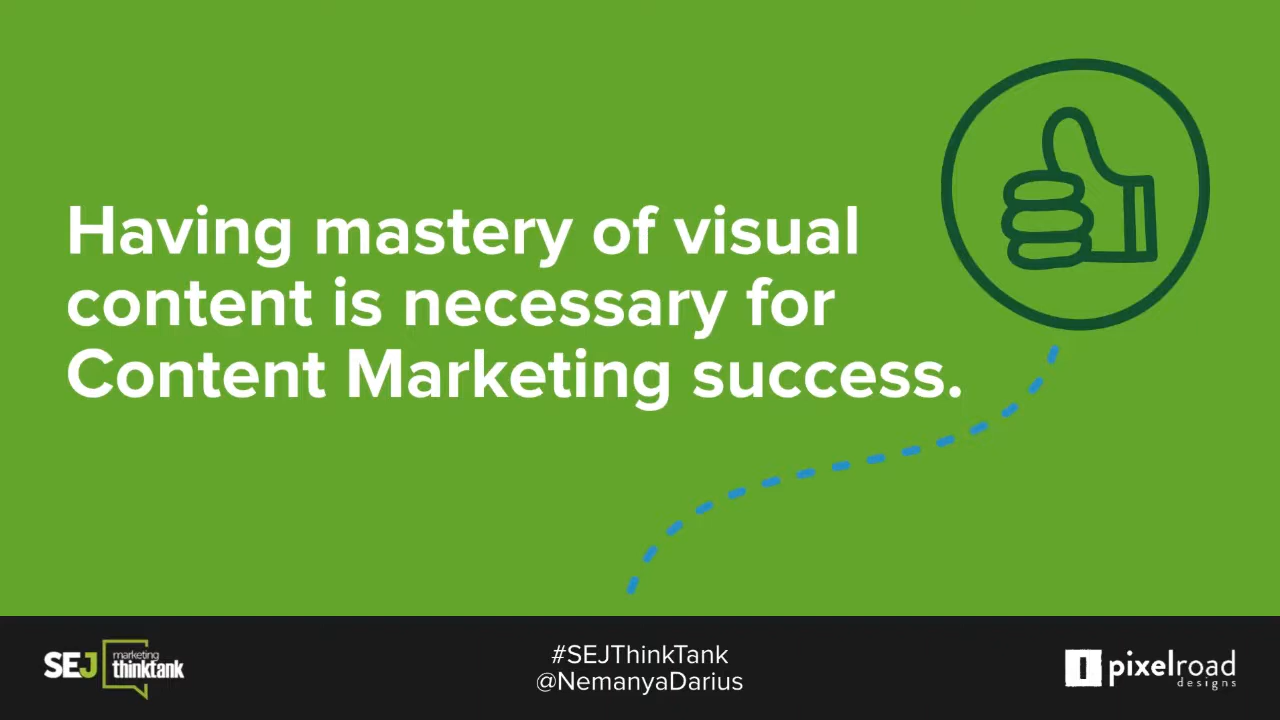 Having mastery of visual
content is necessary for
Content Marketing success.
SEJ marketing thinktank
#SEJThinkTank
@NemanyaDarius
pixelroad
designs